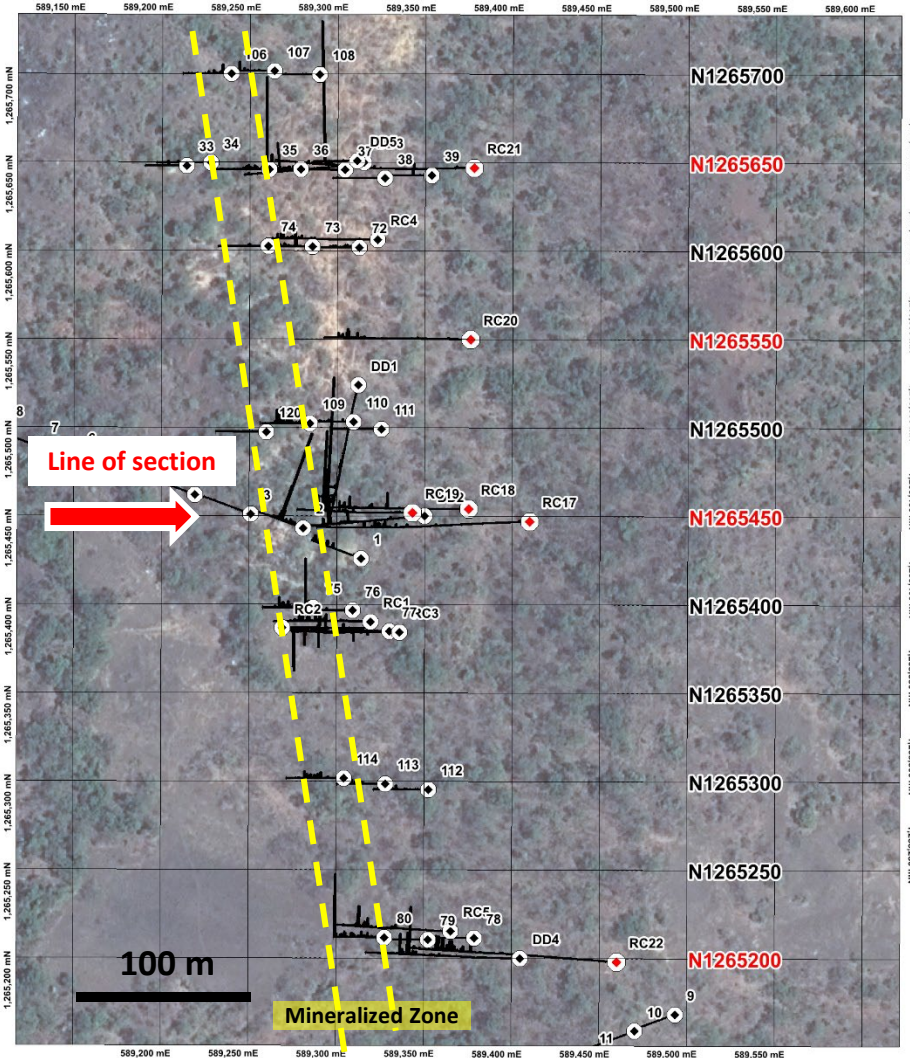 589,150 mE 589,200 mE 589,250 mE 589,300 mE 589,350 mE 589,400 mE 589,450 mE 589,500 mE 589,550 mE 589,600 mE
106 107 108
1,265,700 mN
N1265700
33 34 35 36 37 DD53 38 39 RC21
1,265,650 mN
N1265650
74 73 72 RC4
1,265,600 mN
N1265600
RC20
1,265,550 mN
N1265550
DD1
120 109 110 111
1,265,500 mN
N1265500
8 7
Line of section
3 RC19 RC18 RC17
1,265,450 mN
N1265450
1
76
RC2 RC1 77 RC3
1,265,400 mN
N1265400
1,265,350 mN
N1265350
114 113 112
1,265,300 mN
N1265300
1,265,250 mN
N1265250
80 79 RC5 78
DD4 RC22
1,265,200 mN
N1265200
100 m
Mineralized Zone
11 10 9
589,200 mE 589,250 mE 589,300 mE 589,350 mE 589,400 mE 589,450 mE 589,500 mE 589,550 mE 589,600 mE